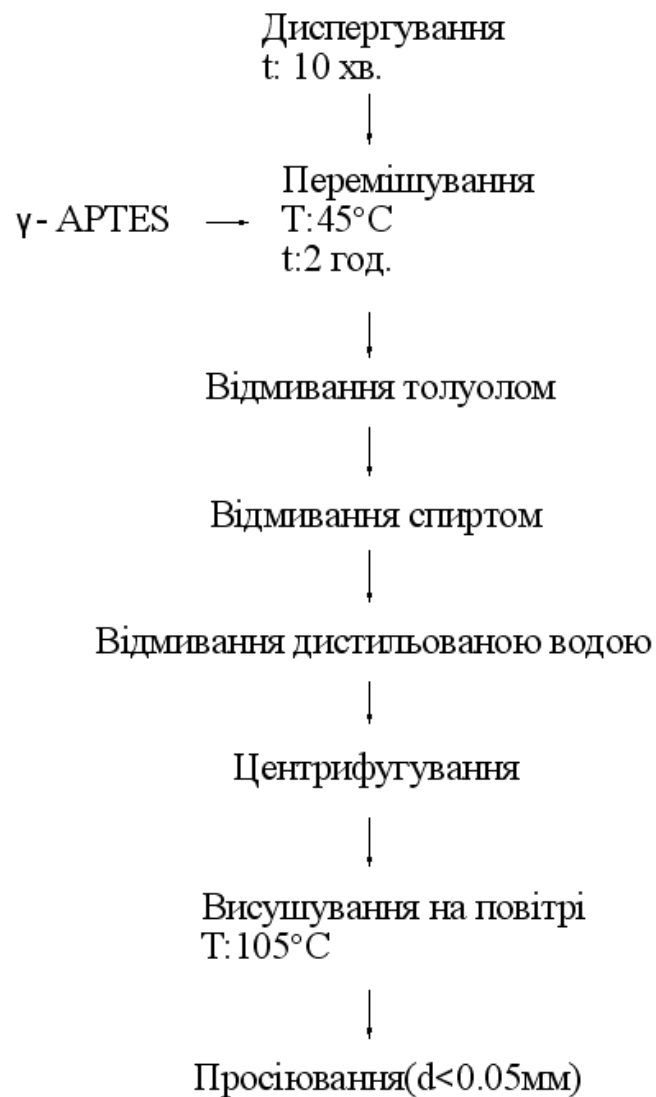 Диспергування
t: 10 хв.
Перемішування
γ- APTES
T:45°C
t:2 год.
Відмивання толуолом
Відмивання спиртом
Відмивання дистильованою водою
Центрифугування
Висушування на повітрі
T:105°C
Просіювання(d<0.05мм)